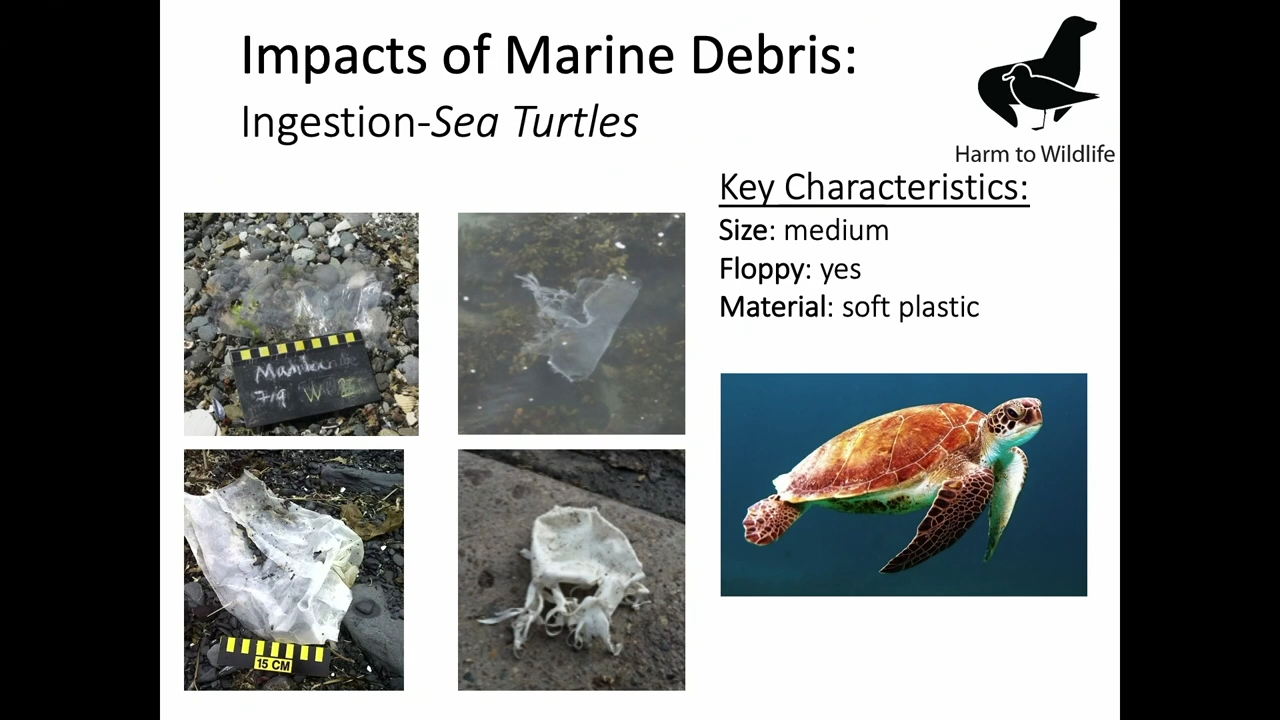 Impacts of Marine Debris:
Ingestion-Sea Turtles
Harm to Wildlife
Key Characteristics:
Size: medium
Floppy: yes
Material: soft plastic
15 CM